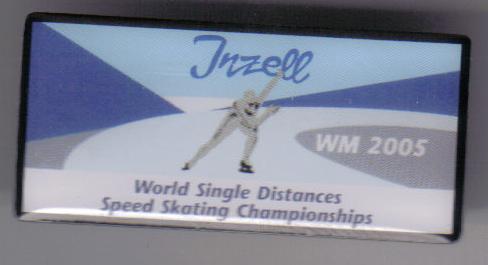 Inzell
WM 2005
World Single Distances
Speed Skating Championships